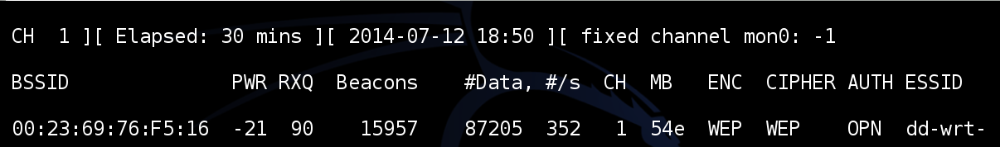 CH  1 ][ Elapsed: 30 mins ][ 2014-07-12 18:50 ][ fixed channel mon0: -1
BSSID              PWR RXQ  Beacons    #Data, #/s  CH  MB   ENC  CIPHER AUTH ESSID
00:23:69:76:F5:16  -21  90    15957    87205  352   1  54e  WEP  WEP    OPN  dd-wrt-